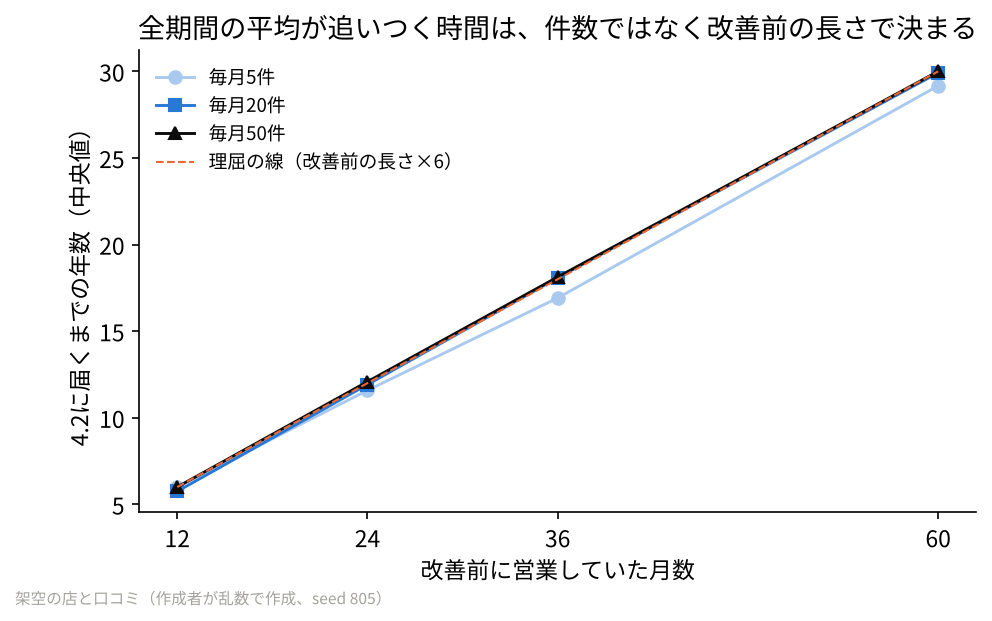 全期間の平均が追いつく時間は、件数ではなく改善前の長さで決まる
毎月5件
毎月20件
毎月50件
理屈の線（改善前の長さ×6）
4.2に届くまでの年数（中央値）
30
25
20
15
10
5
12
24
36
60
改善前に営業していた月数
架空の店と口コミ（作成者が乱数で作成、seed 805）